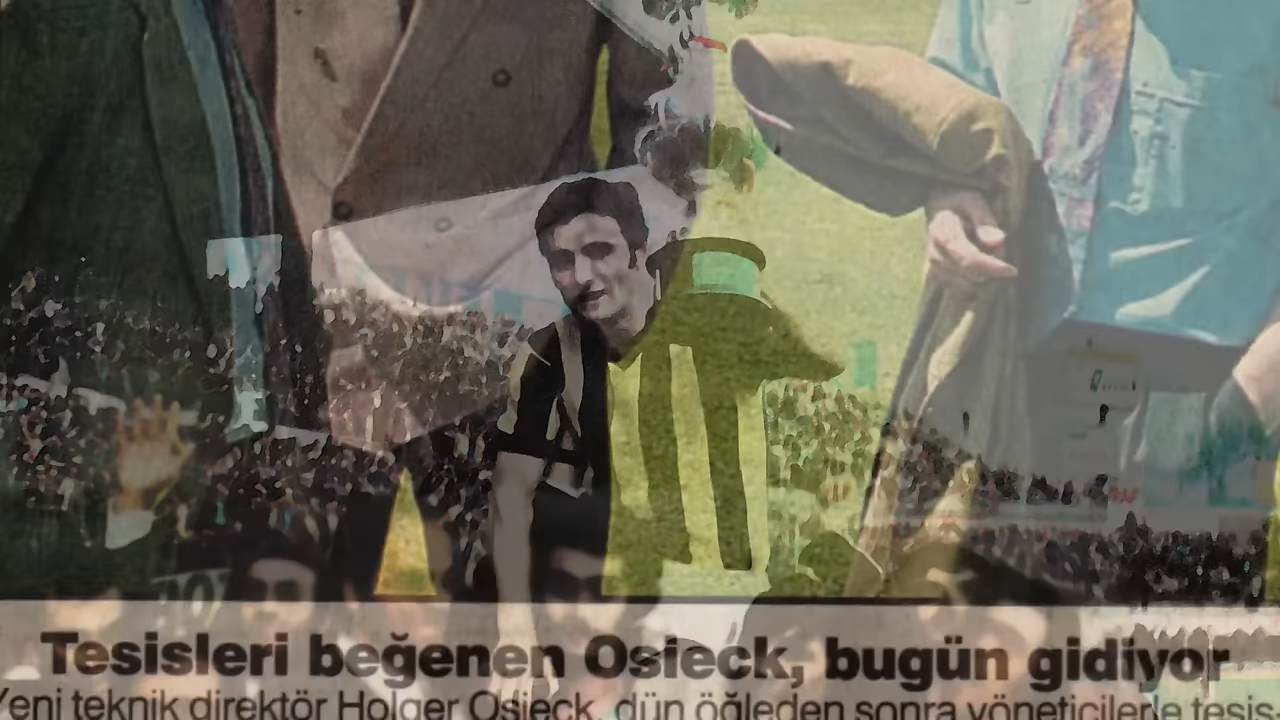 Tesisleri beğenen Osieck, bugün gidiyor
Yeni teknik direktör Holger Osieck, dün öğleden sonra yöneticilerle tesis-